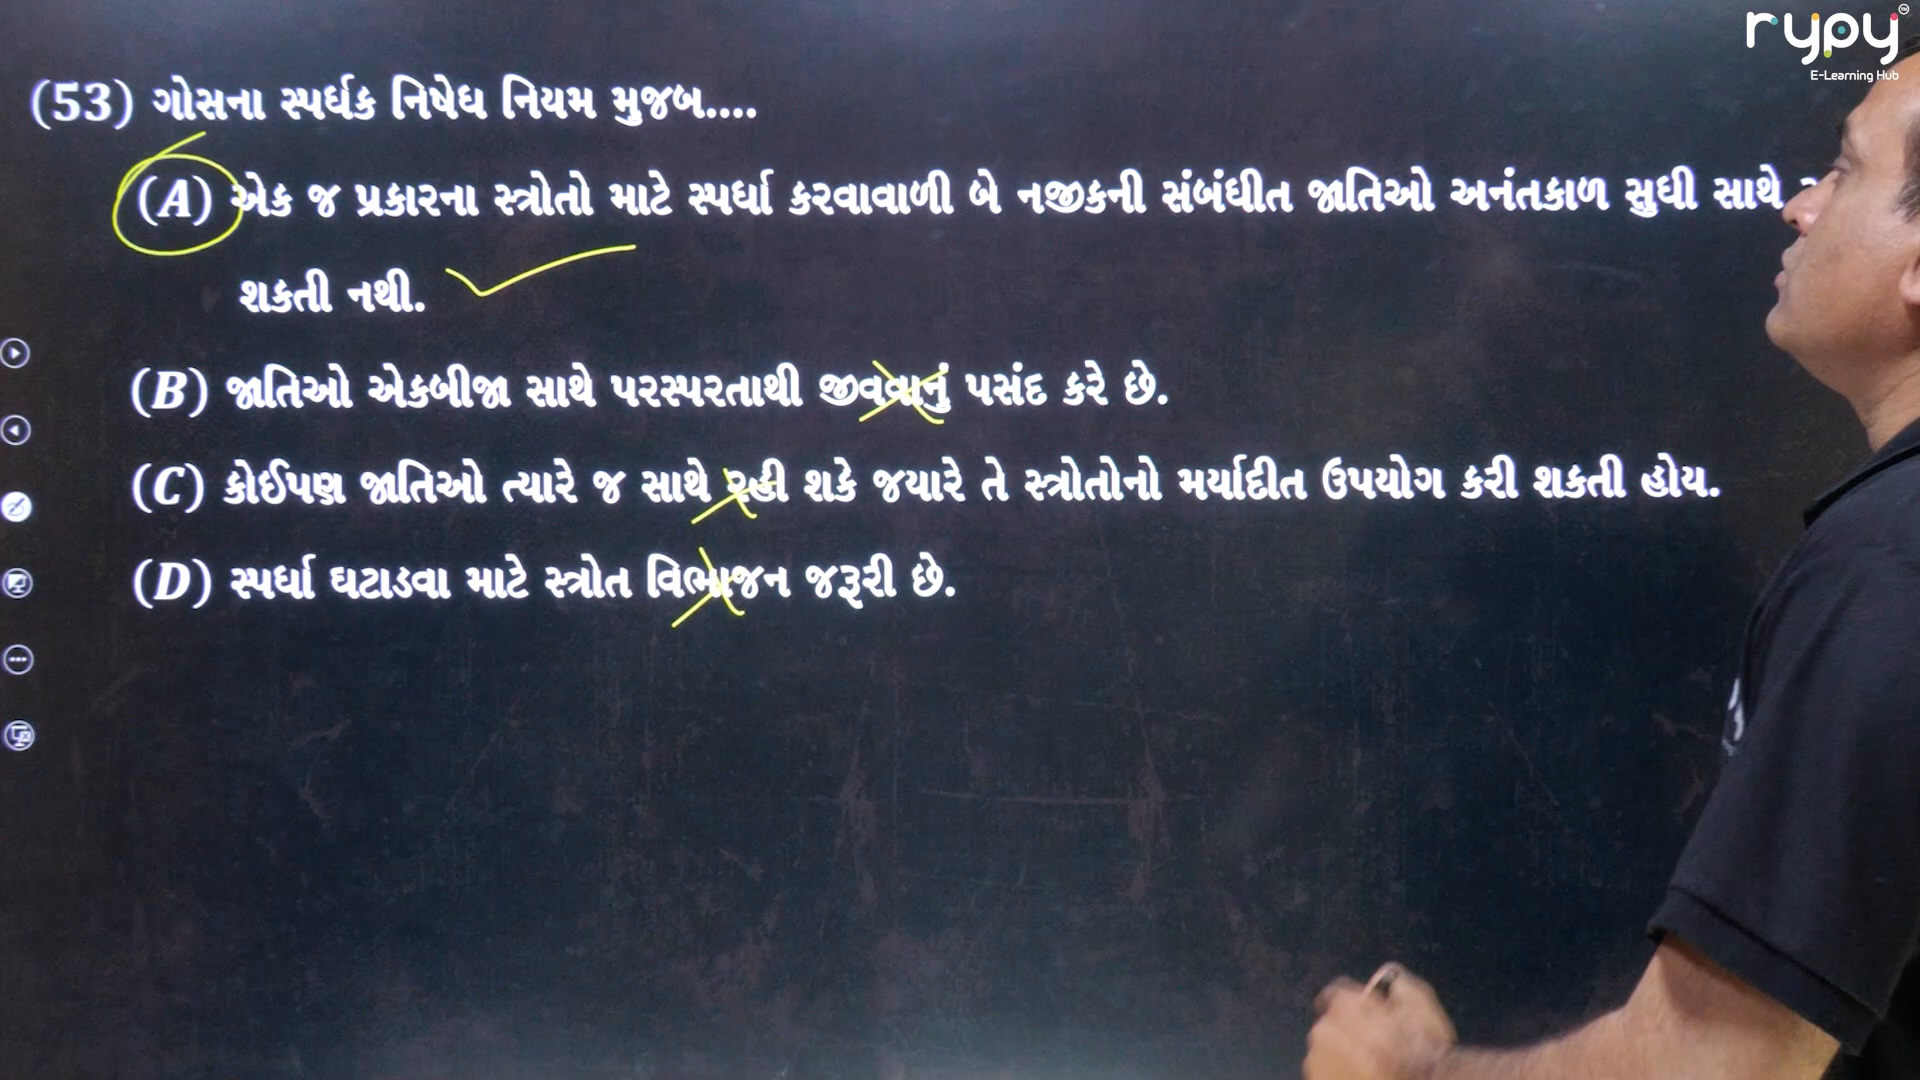 rypy
TM
E-Learning Hub
(53) ગોસના સ્પર્ધક નિષેધ નિયમ મુજબ....
(A) એક જ પ્રકારના સ્ત્રોતો માટે સ્પર્ધા કરવાવાળી બે નજીકની સંબંધીત જાતિઓ અનંતકાળ સુધી સાથે
શકતી નથી.
(B) જાતિઓ એકબીજા સાથે પરસ્પરતાથી જીવવાનું પસંદ કરે છે.
(C) કોઈપણ જાતિઓ ત્યારે જ સાથે રહી શકે જયારે તે સ્ત્રોતોનો મર્યાદીત ઉપયોગ કરી શકતી હોય.
(D) સ્પર્ધા ઘટાડવા માટે સ્ત્રોત વિભાજન જરૂરી છે.